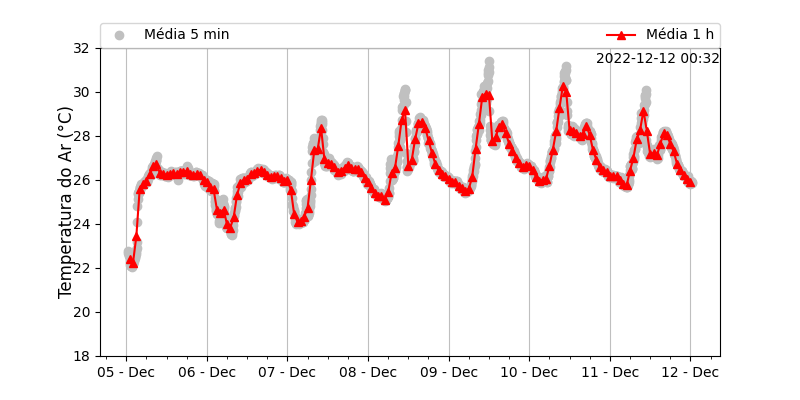 Média 5 min
Média 1 h
2022-12-12 00:32
Temperatura do Ar (°C)
32
30
28
26
24
22
20
18
05 - Dec
06 - Dec
07 - Dec
08 - Dec
09 - Dec
10 - Dec
11 - Dec
12 - Dec